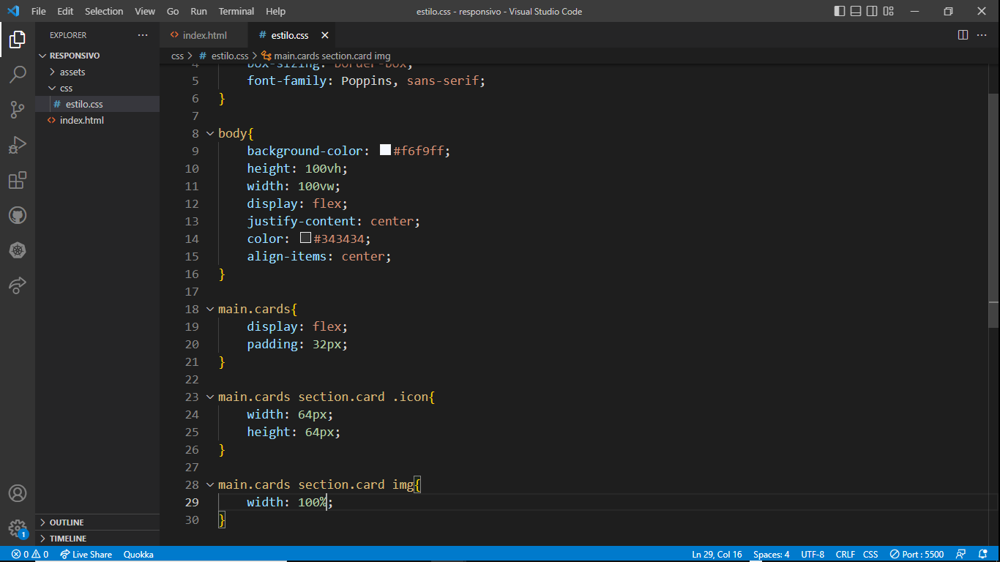 File Edit Selection View Go Run Terminal Help estilo.css - responsivo - Visual Studio Code
EXPLORER ···
<> index.html # estilo.css ×
RESPONSIVO
css > # estilo.css > main.cards section.card img
assets
css
# estilo.css
<> index.html
4 box-sizing: border-box;
5 font-family: Poppins, sans-serif;
6 }
7
8 body{
9 background-color: #f6f9ff;
10 height: 100vh;
11 width: 100vw;
12 display: flex;
13 justify-content: center;
14 color: #343434;
15 align-items: center;
16 }
17
18 main.cards{
19 display: flex;
20 padding: 32px;
21 }
22
23 main.cards section.card .icon{
24 width: 64px;
25 height: 64px;
26 }
27
28 main.cards section.card img{
29 width: 100%;
30 }
OUTLINE
TIMELINE
1
0 0 Live Share Quokka Ln 29, Col 16 Spaces: 4 UTF-8 CRLF CSS Port : 5500